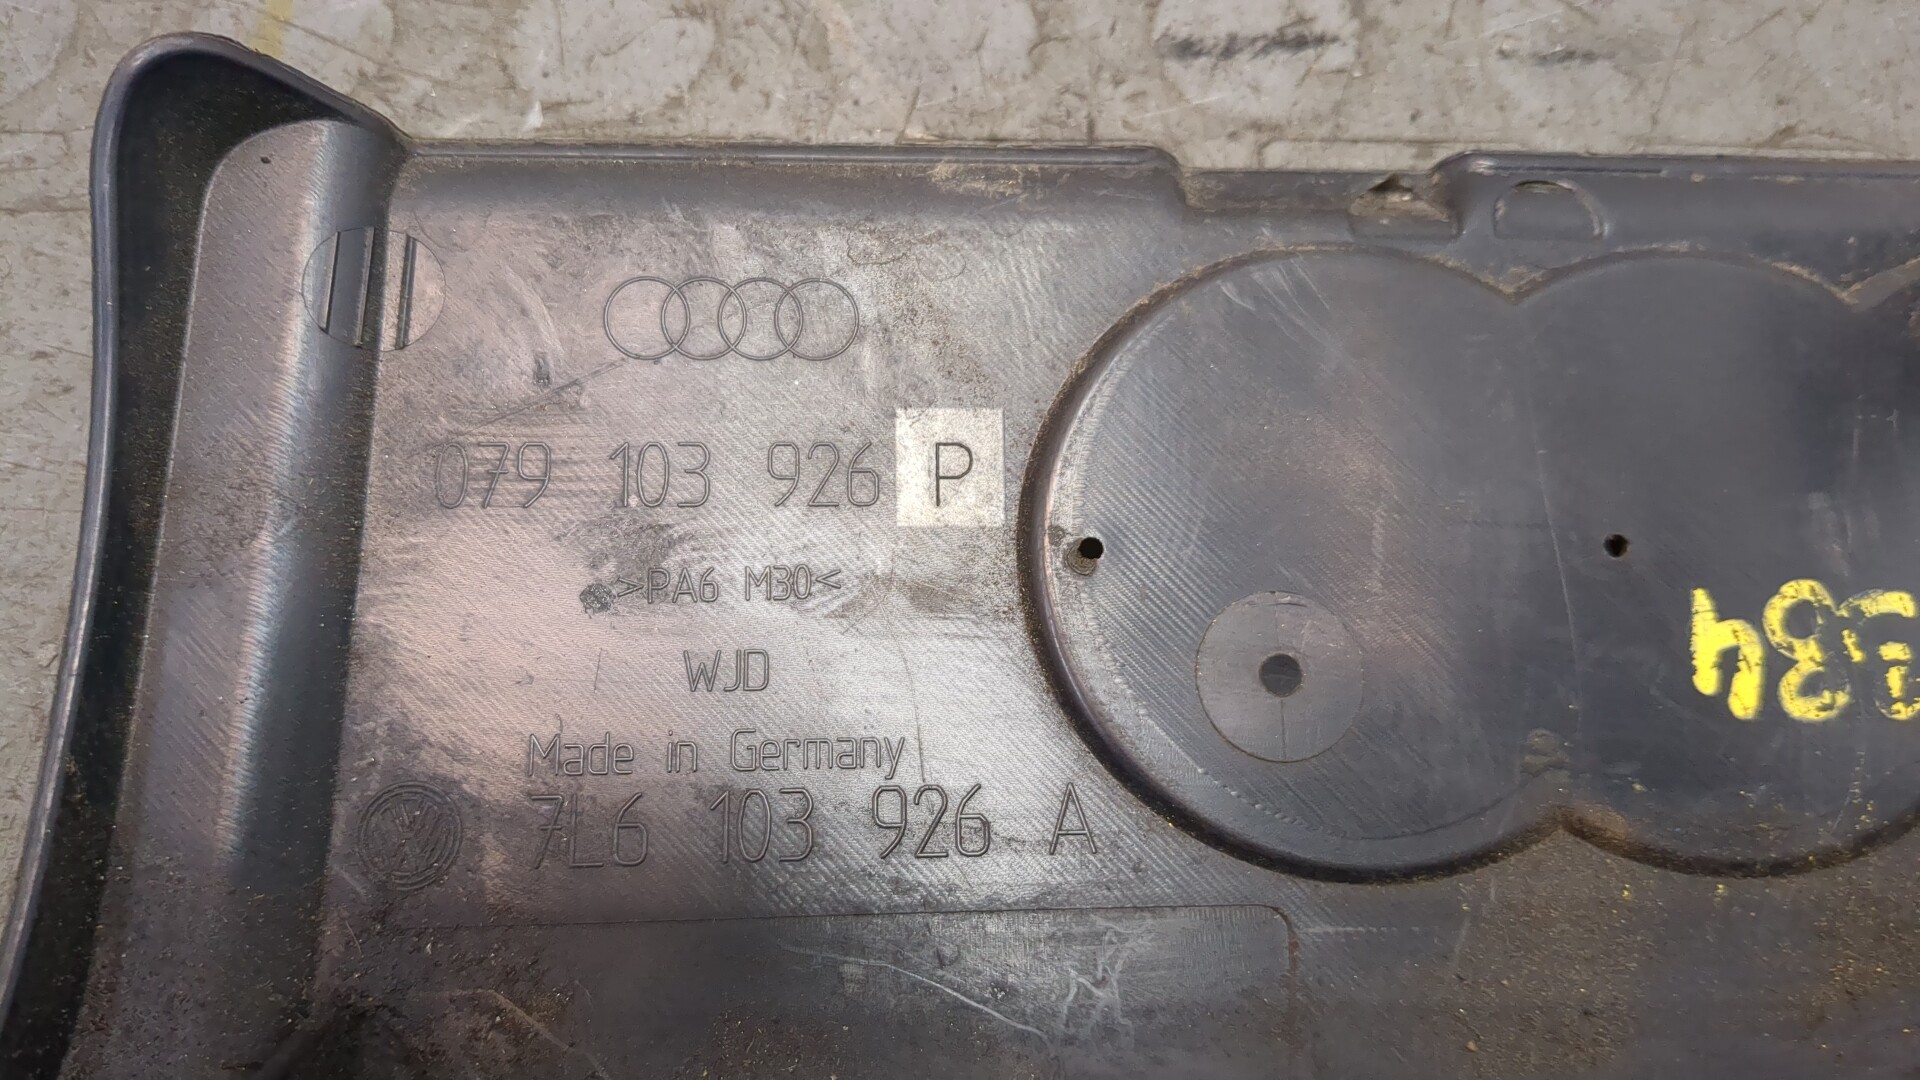 079 103 926 P
>PA6 M30<
WJD
Made in Germany
7L6 103 926 A